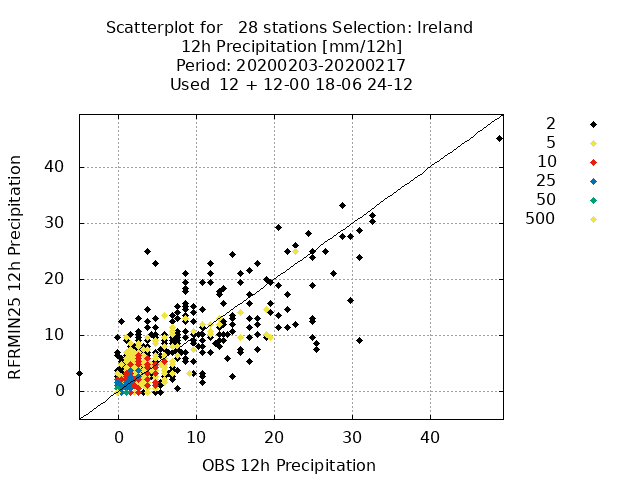 Scatterplot for   28 stations Selection: Ireland
12h Precipitation [mm/12h]
Period: 20200203-20200217
Used  12 + 12-00 18-06 24-12
2
5
10
25
50
500
40
30
20
10
0
RFRMIN25 12h Precipitation
0 10 20 30 40
OBS 12h Precipitation